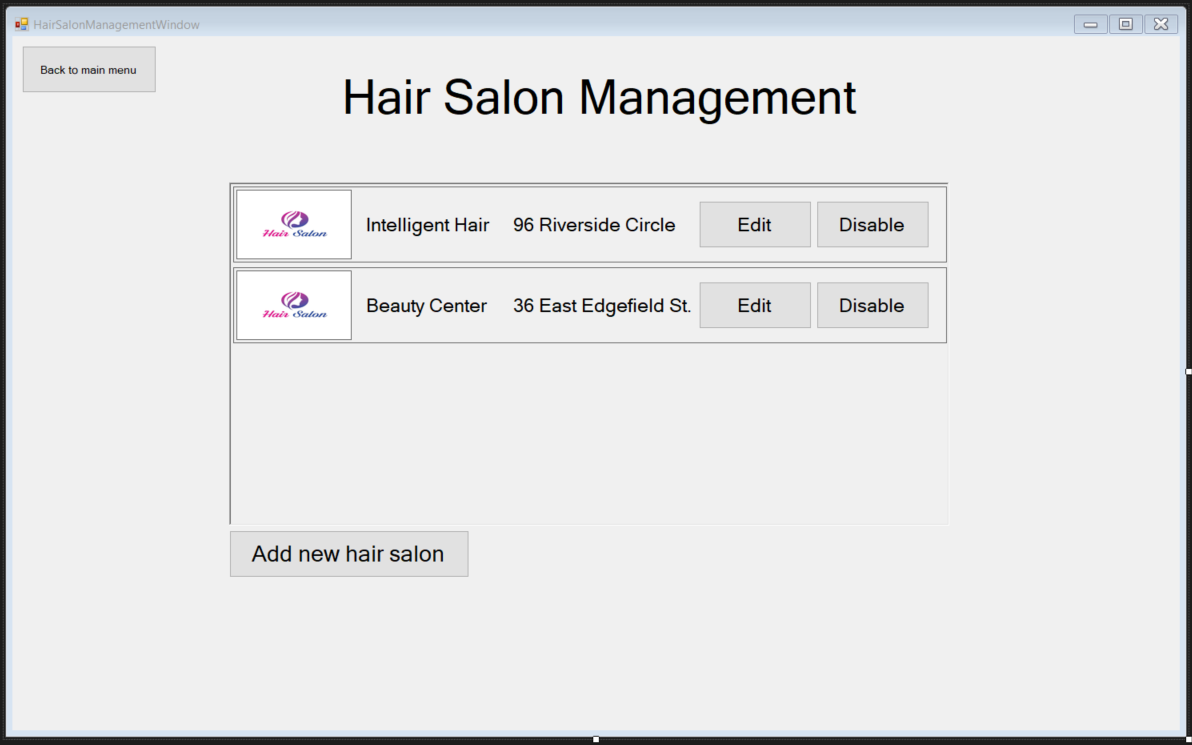 HairSalonManagementWindow
Back to main menu
Hair Salon Management
Hair Salon
Intelligent Hair 96 Riverside Circle Edit Disable
Hair Salon
Beauty Center 36 East Edgefield St. Edit Disable
Add new hair salon